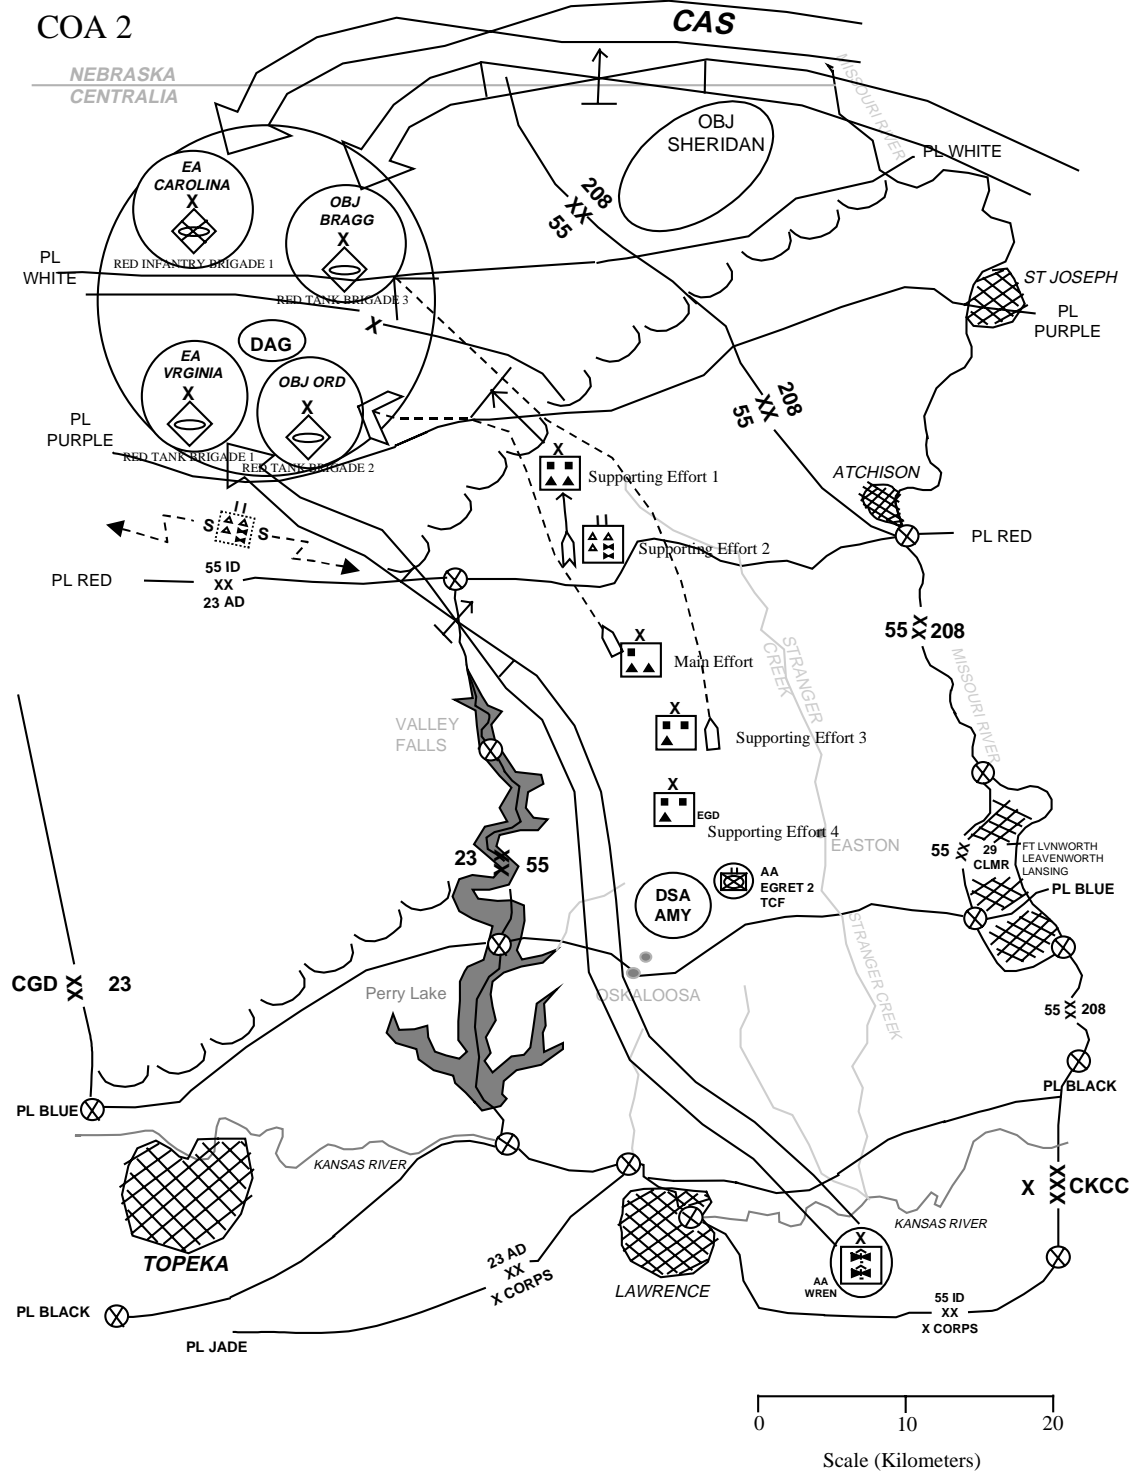 COA 2
CAS
NEBRASKA
CENTRALIA
MISSOURI RIVER
OBJ
SHERIDAN
PL WHITE
EA
CAROLINA
X
OBJ
BRAGG
X
208
XX
55
PL
WHITE
RED INFANTRY BRIGADE 1
RED TANK BRIGADE 3
ST JOSEPH
PL
PURPLE
X
DAG
EA
VRGINIA
X
OBJ ORD
X
208
XX
55
PL
PURPLE
RED TANK BRIGADE 1
RED TANK BRIGADE 2
X
Supporting Effort 1
ATCHISON
S
S
Supporting Effort 2
PL RED
PL RED
55 ID
XX
23 AD
55 XX 208
X
Main Effort
STRANGER
CREEK
MISSOURI RIVER
VALLEY
FALLS
X
Supporting Effort 3
X
EGD
Supporting Effort 4
EASTON
23 XX 55
55 XX
29
CLMR
FT LVNWORTH
LEAVENWORTH
LANSING
PL BLUE
DSA
AMY
AA
EGRET 2
TCF
STRANGER CREEK
CGD XX 23
Perry Lake
OSKALOOSA
55 XX 208
PL BLUE
PL BLACK
KANSAS RIVER
X XXX CKCC
KANSAS RIVER
TOPEKA
23 AD
XX
X CORPS
LAWRENCE
X
AA
WREN
55 ID
XX
X CORPS
PL BLACK
PL JADE
0
10
20
Scale (Kilometers)